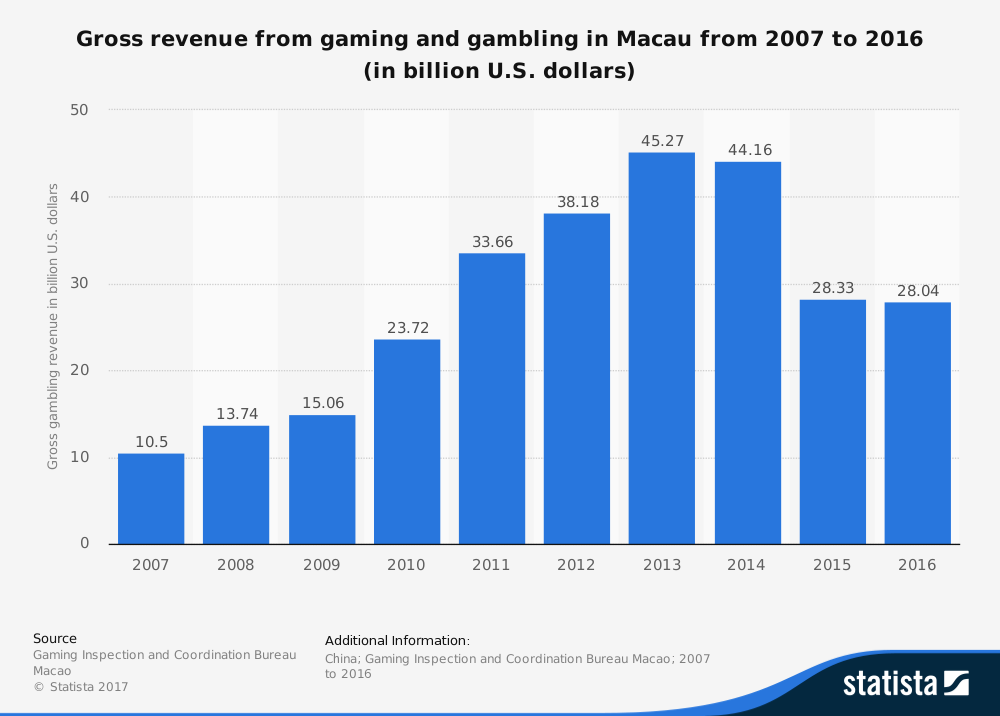 Gross revenue from gaming and gambling in Macau from 2007 to 2016
(in billion U.S. dollars)
Gross gambling revenue in billion U.S. dollars
50
40
30
20
10
0
10.5
13.74
15.06
23.72
33.66
38.18
45.27
44.16
28.33
28.04
2007
2008
2009
2010
2011
2012
2013
2014
2015
2016
Source
Gaming Inspection and Coordination Bureau
Macao
© Statista 2017
Additional Information:
China; Gaming Inspection and Coordination Bureau Macao; 2007
to 2016
statista